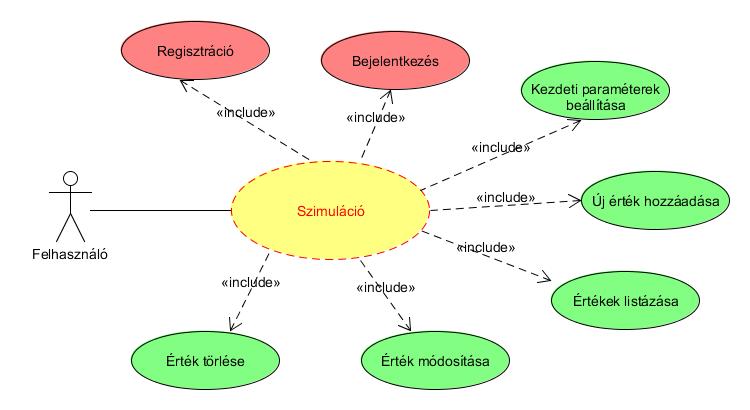 Regisztráció
Bejelentkezés
Kezdeti paraméterek
beállítása
«include»
«include»
«include»
Szimuláció
«include»
Új érték hozzáadása
Felhasználó
«include»
«include»
«include»
Értékek listázása
Érték törlése
Érték módosítása